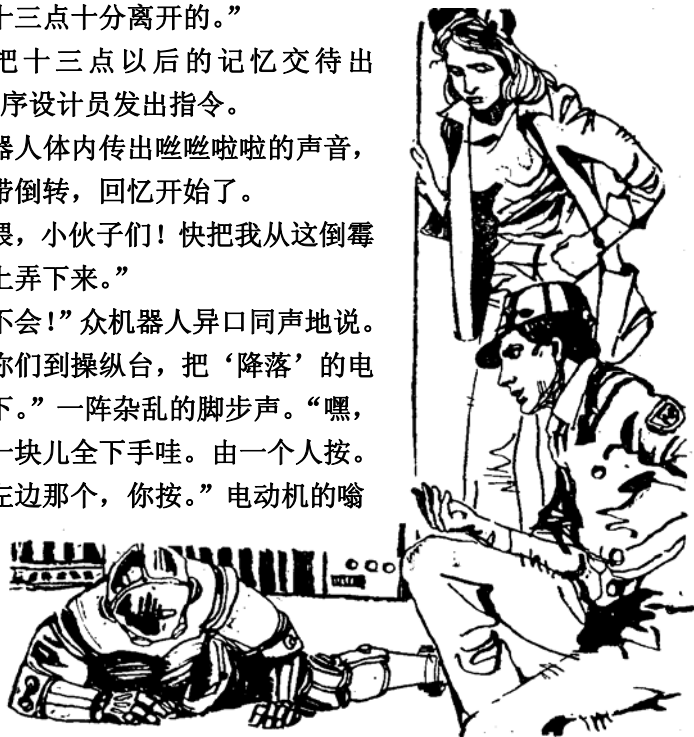 十三点十分离开的。”
把十三点以后的记忆交待出
序设计员发出指令。
器人体内传出咝咝啦啦的声音，
带倒转，回忆开始了。
喂，小伙子们！快把我从这倒霉
上弄下来。”
不会！”众机器人异口同声地说。
你们到操纵台，把‘降落’的电
下。”一阵杂乱的脚步声。“嘿，
一块儿全下手哇。由一个人按。
左边那个，你按。”电动机的嗡